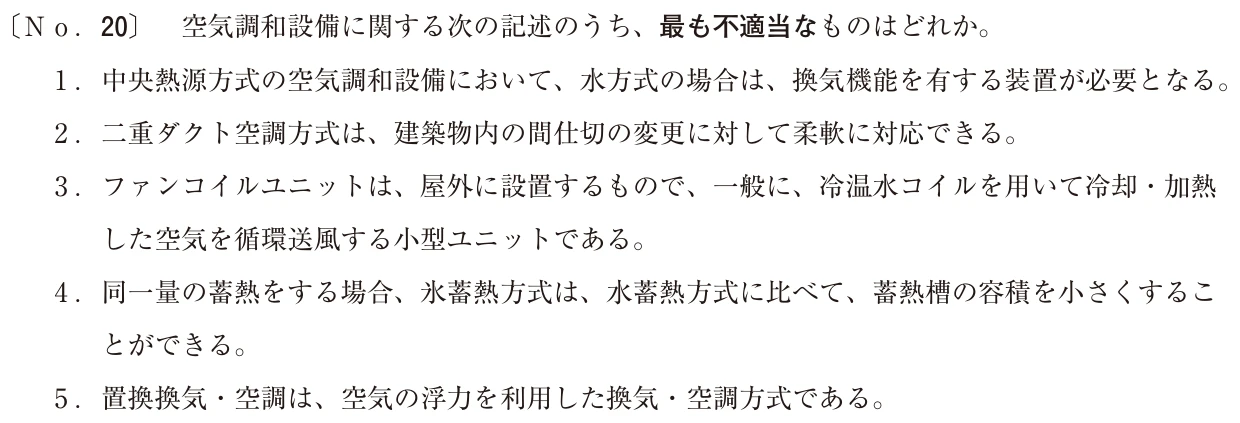 〔Ｎｏ．20〕　空気調和設備に関する次の記述のうち、最も不適当なものはどれか。
１．中央熱源方式の空気調和設備において、水方式の場合は、換気機能を有する装置が必要となる。
２．二重ダクト空調方式は、建築物内の間仕切の変更に対して柔軟に対応できる。
３．ファンコイルユニットは、屋外に設置するもので、一般に、冷温水コイルを用いて冷却・加熱
した空気を循環送風する小型ユニットである。
４．同一量の蓄熱をする場合、氷蓄熱方式は、水蓄熱方式に比べて、蓄熱槽の容積を小さくするこ
とができる。
５．置換換気・空調は、空気の浮力を利用した換気・空調方式である。